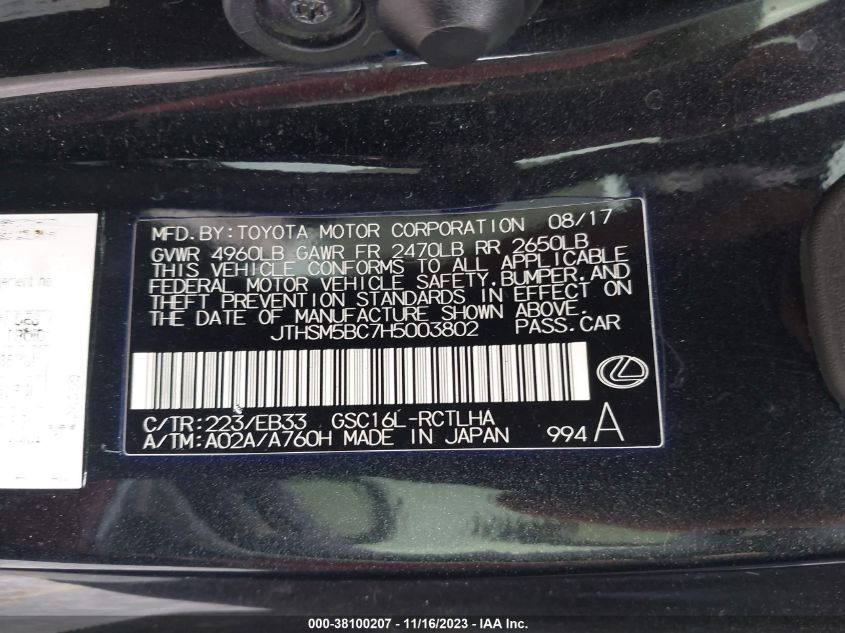 MFD. BY: TOYOTA MOTOR CORPORATION 08/17
GVWR 4960LB GAWR FR 2470LB RR 2650LB
THIS VEHICLE CONFORMS TO ALL APPLICABLE
FEDERAL MOTOR VEHICLE SAFETY, BUMPER, AND
THEFT PREVENTION STANDARDS IN EFFECT ON
THE DATE OF MANUFACTURE SHOWN ABOVE.
JTHSM5BC7H5003802 PASS. CAR
C/TR: 223/EB33 GSC16L-RCTLHA
A/TM: A02A/A760H MADE IN JAPAN 994 A
000-38100207 - 11/16/2023 - IAA Inc.